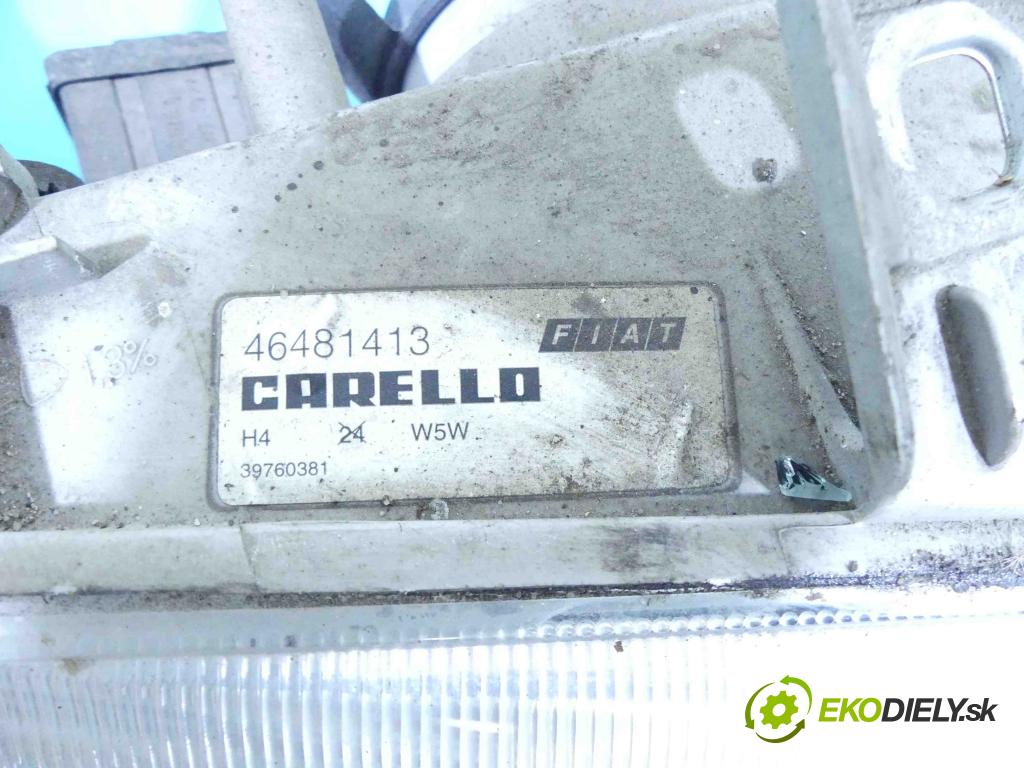 46481413 FIAT
CARELLO
H4 24 W5W
39760381
1,3%
EKODIELY.sk